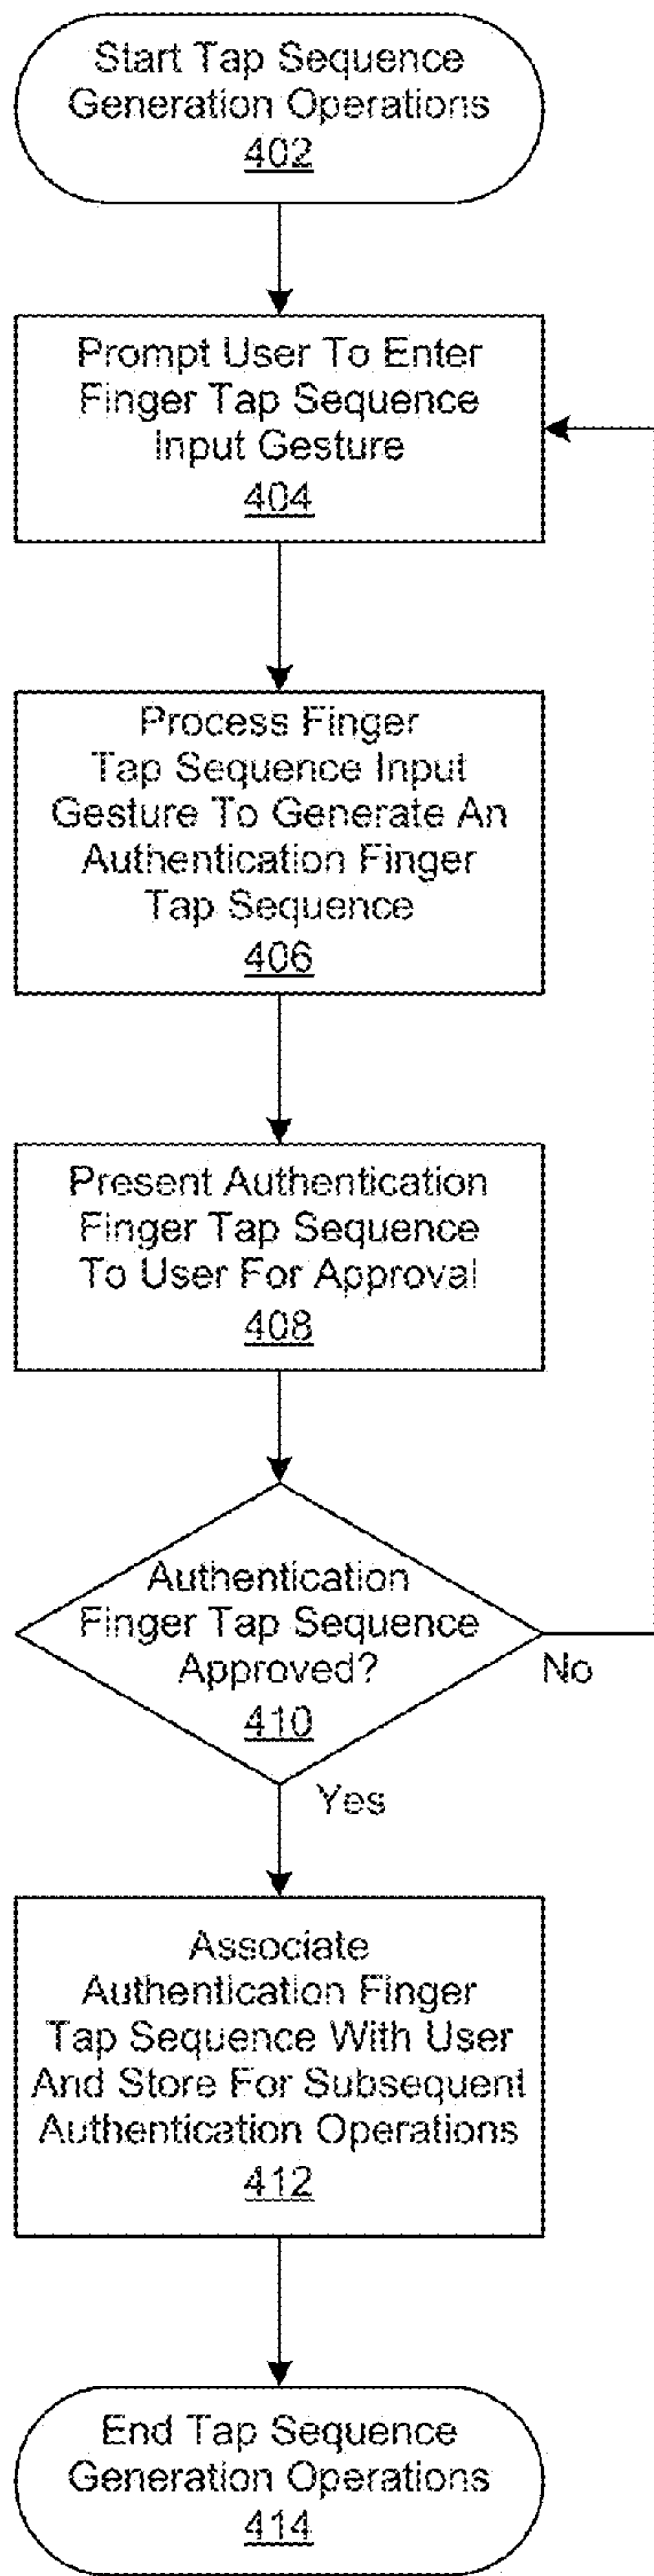 Start Tap Sequence
Generation Operations
402
Prompt User To Enter
Finger Tap Sequence
Input Gesture
404
Process Finger
Tap Sequence Input
Gesture To Generate An
Authentication Finger
Tap Sequence
406
Present Authentication
Finger Tap Sequence
To User For Approval
408
Authentication
Finger Tap Sequence
Approved?
410
No
Yes
Associate
Authentication Finger
Tap Sequence With User
And Store For Subsequent
Authentication Operations
412
End Tap Sequence
Generation Operations
414